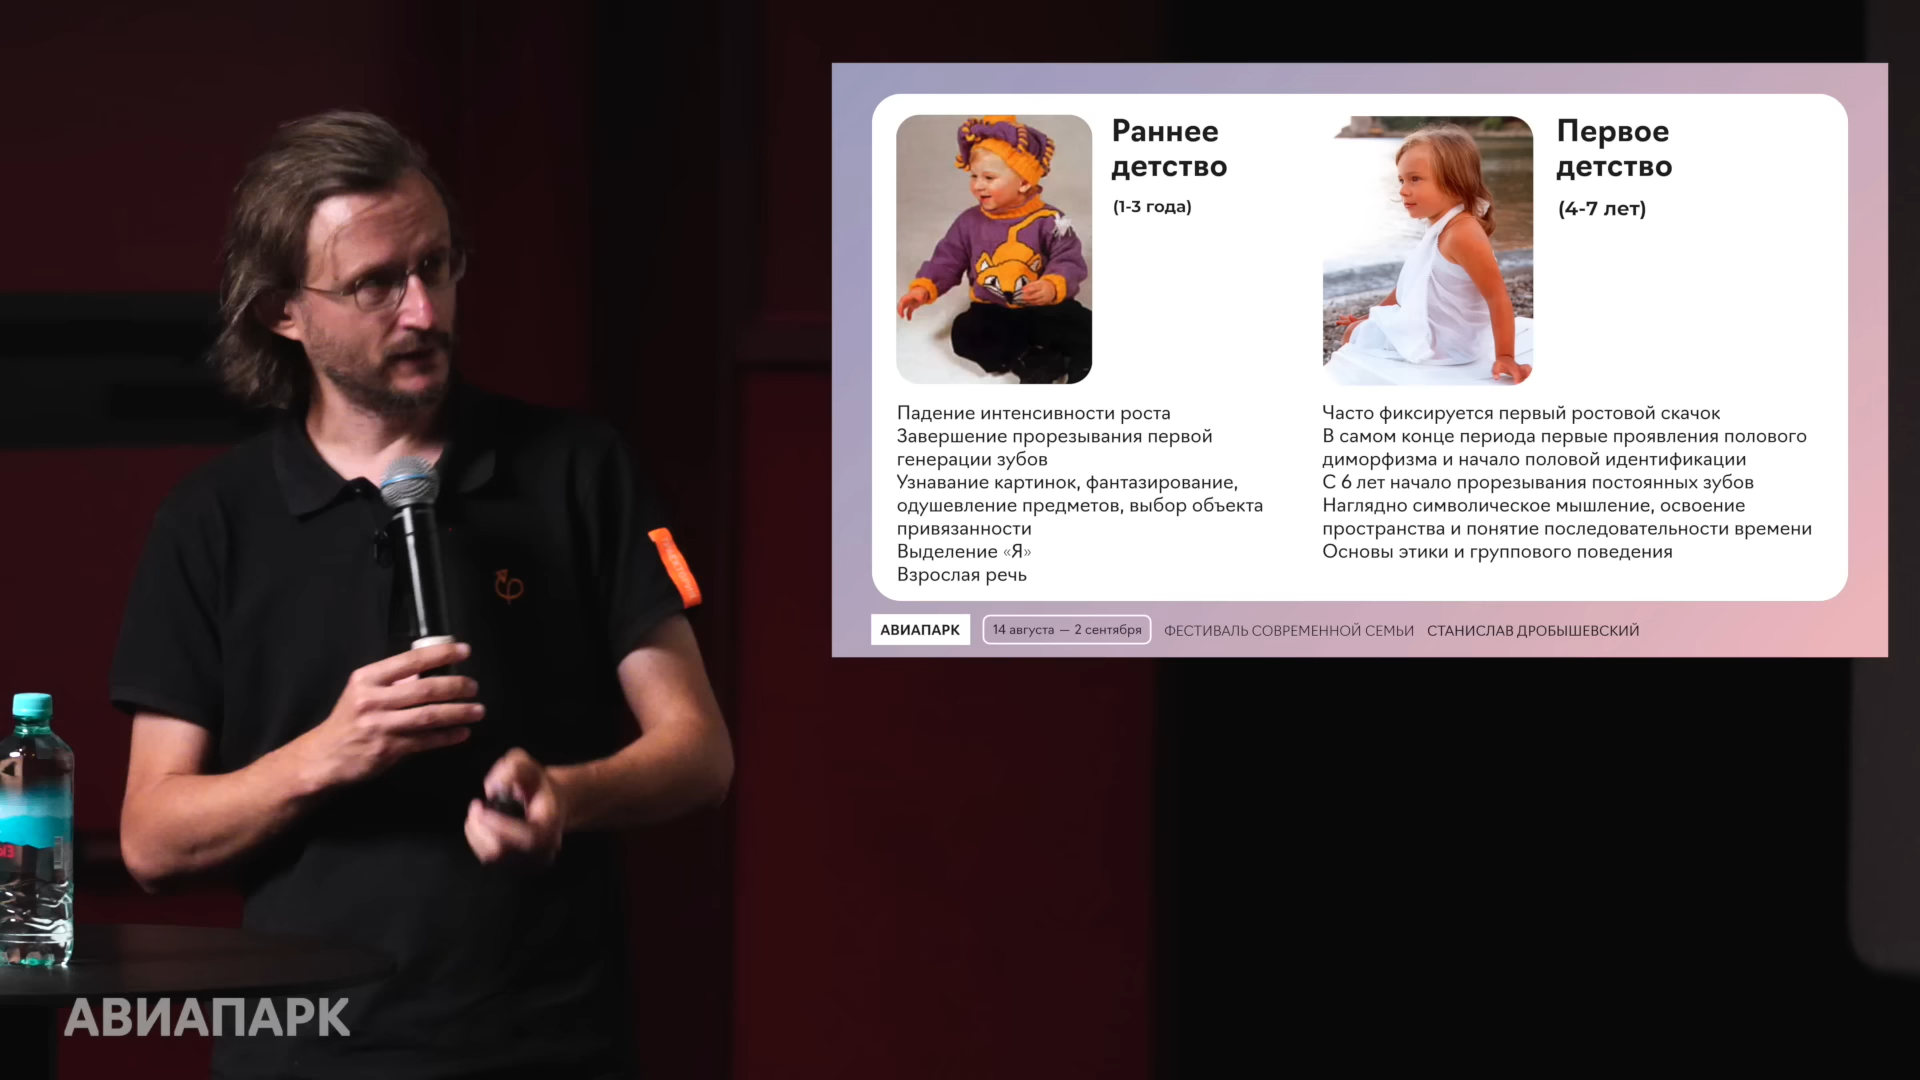 Раннее
детство
(1-3 года)
Падение интенсивности роста
Завершение прорезывания первой
генерации зубов
Узнавание картинок, фантазирование,
одушевление предметов, выбор объекта
привязанности
Выделение «Я»
Взрослая речь
Первое
детство
(4-7 лет)
Часто фиксируется первый ростовой скачок
В самом конце периода первые проявления полового
диморфизма и начало половой идентификации
С 6 лет начало прорезывания постоянных зубов
Наглядно символическое мышление, освоение
пространства и понятие последовательности времени
Основы этики и группового поведения
АВИАПАРК
14 августа — 2 сентября
ФЕСТИВАЛЬ СОВРЕМЕННОЙ СЕМЬИ
СТАНИСЛАВ ДРОБЫШЕВСКИЙ
АВИАПАРК